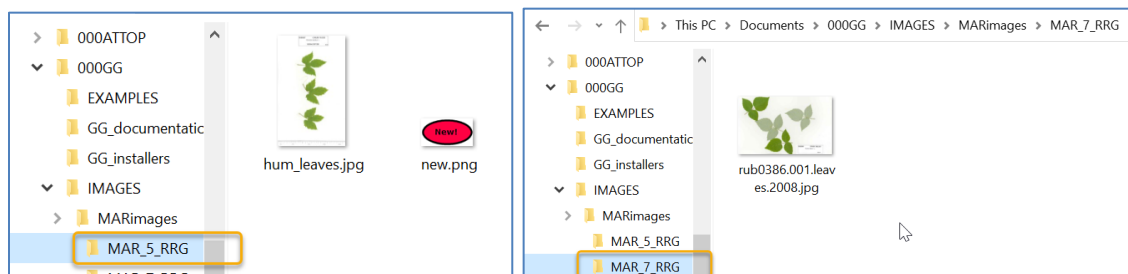 000ATTOP
000GG
EXAMPLES
GG_documentatic
GG_installers
IMAGES
MARimages
MAR_5_RRG
hum_leaves.jpg
New!
new.png
This PC > Documents > 000GG > IMAGES > MARimages > MAR_7_RRG
000ATTOP
000GG
EXAMPLES
GG_documentatic
GG_installers
IMAGES
MARimages
MAR_5_RRG
MAR_7_RRG
rub0386.001.leav
es.2008.jpg